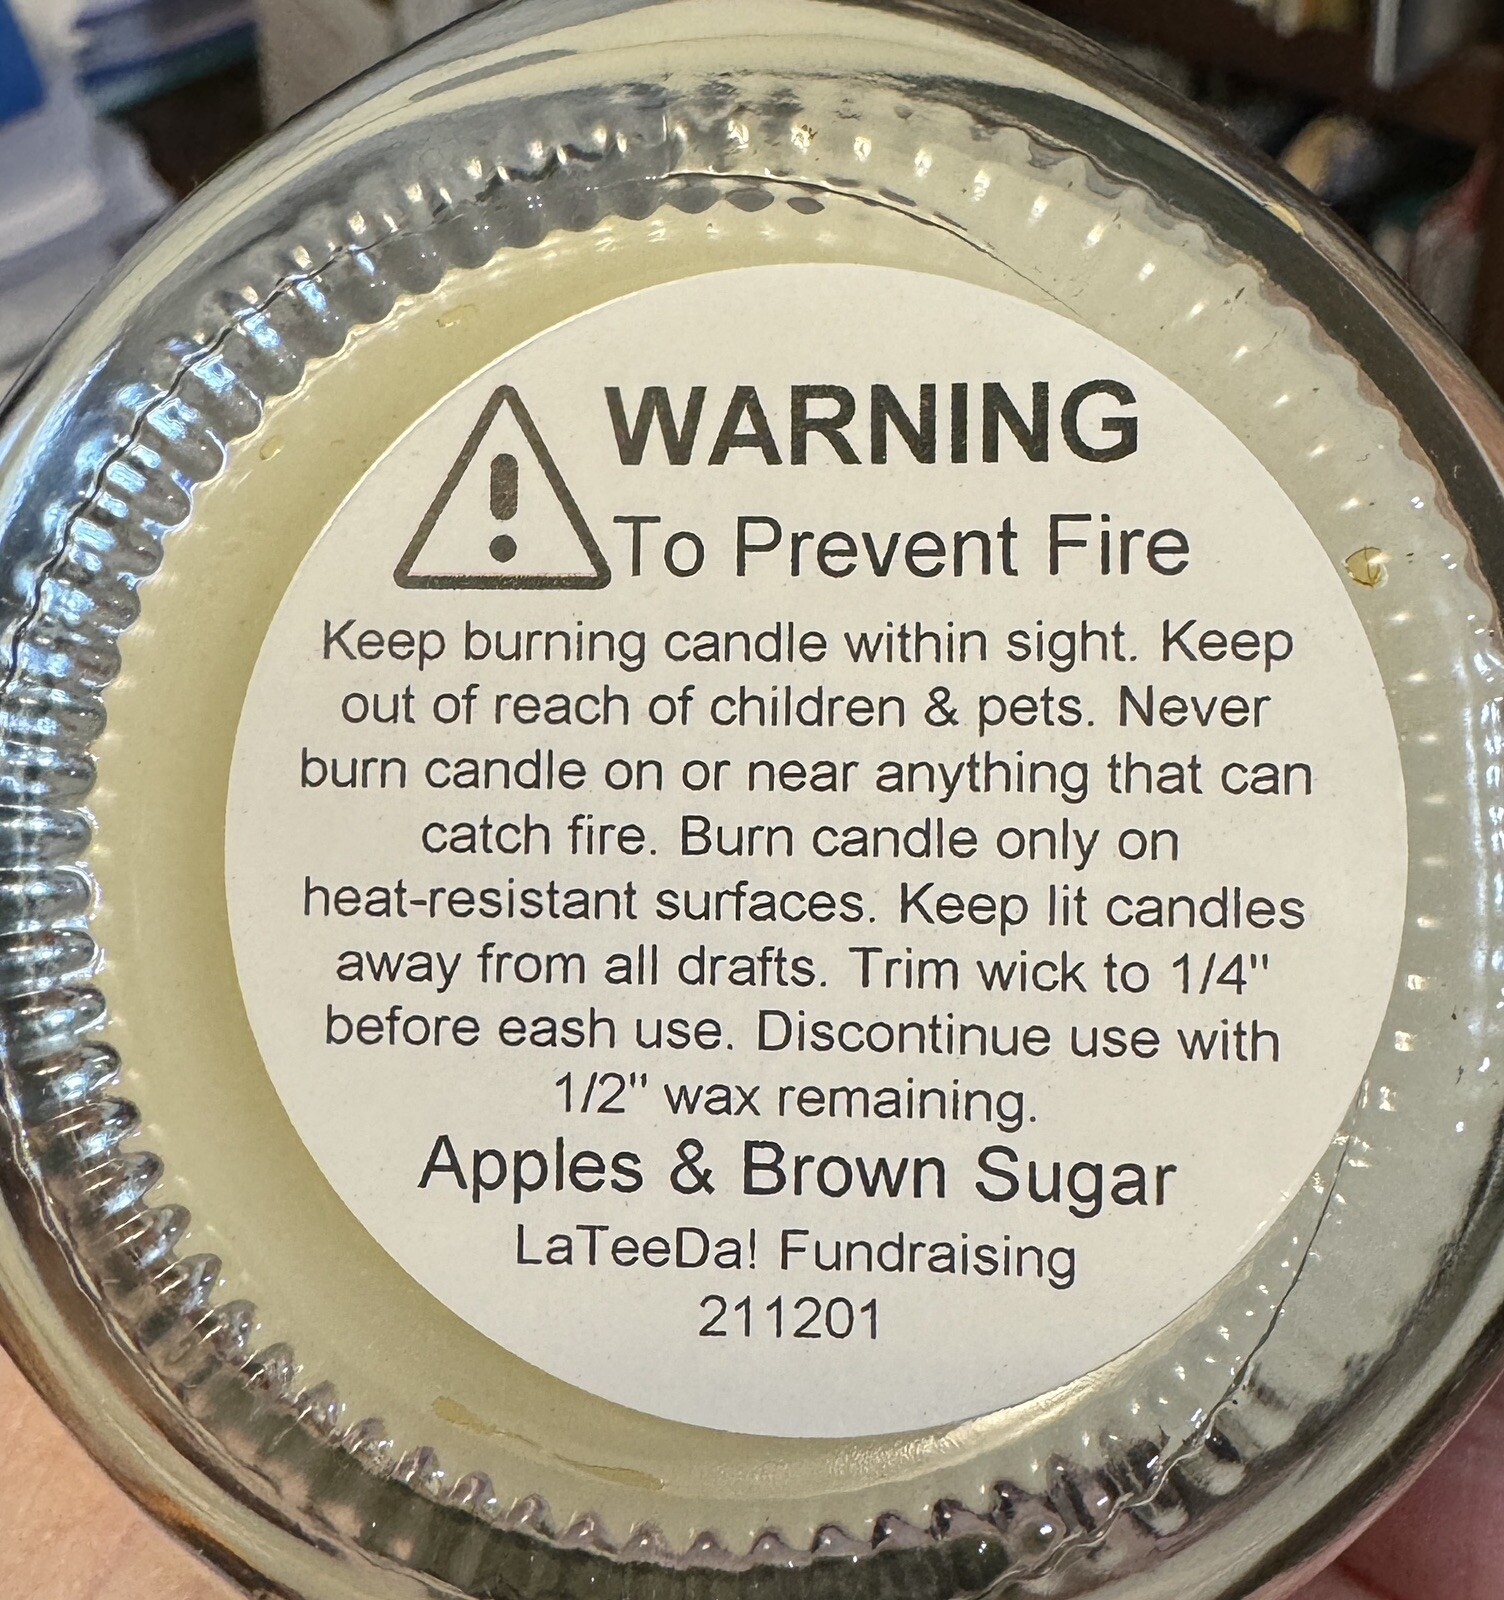 WARNING
To Prevent Fire
Keep burning candle within sight. Keep
out of reach of children & pets. Never
burn candle on or near anything that can
catch fire. Burn candle only on
heat-resistant surfaces. Keep lit candles
away from all drafts. Trim wick to 1/4"
before eash use. Discontinue use with
1/2" wax remaining.
Apples & Brown Sugar
LaTeeDa! Fundraising
211201